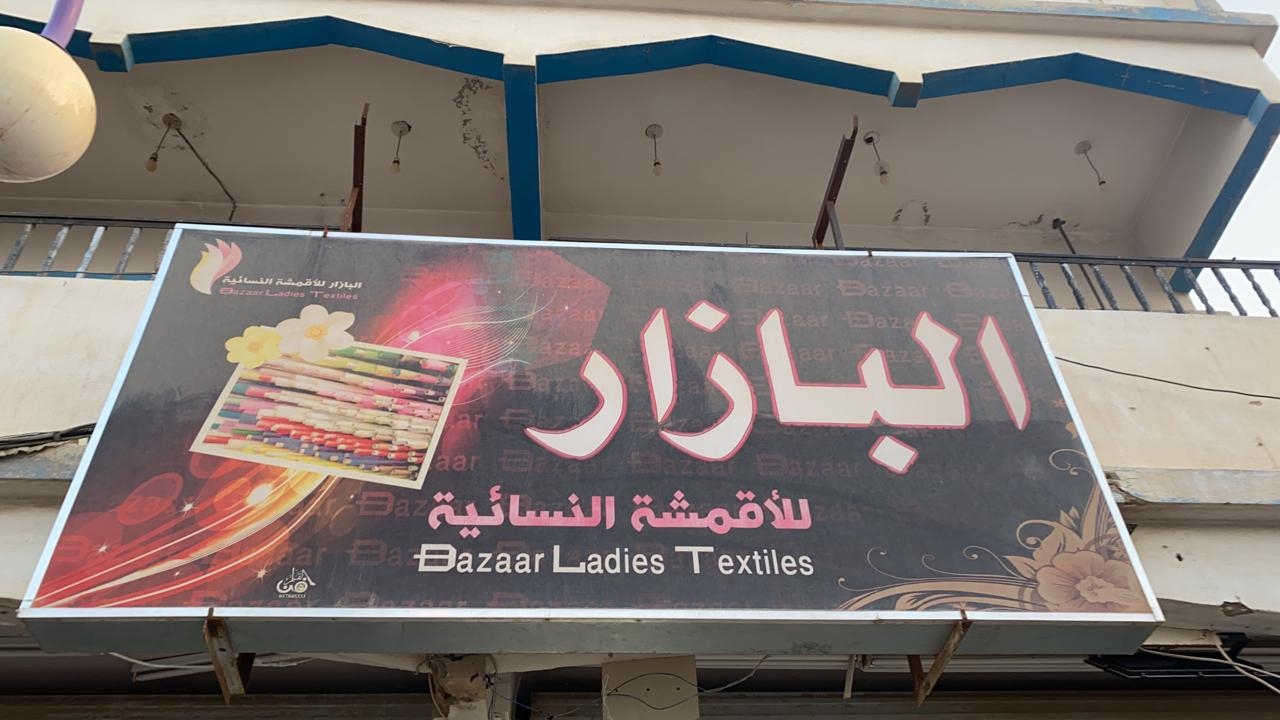 البازار للأقمشة النسائية
Bazaar Ladies Textiles
البازار
للأقمشة النسائية
Bazaar Ladies Textiles